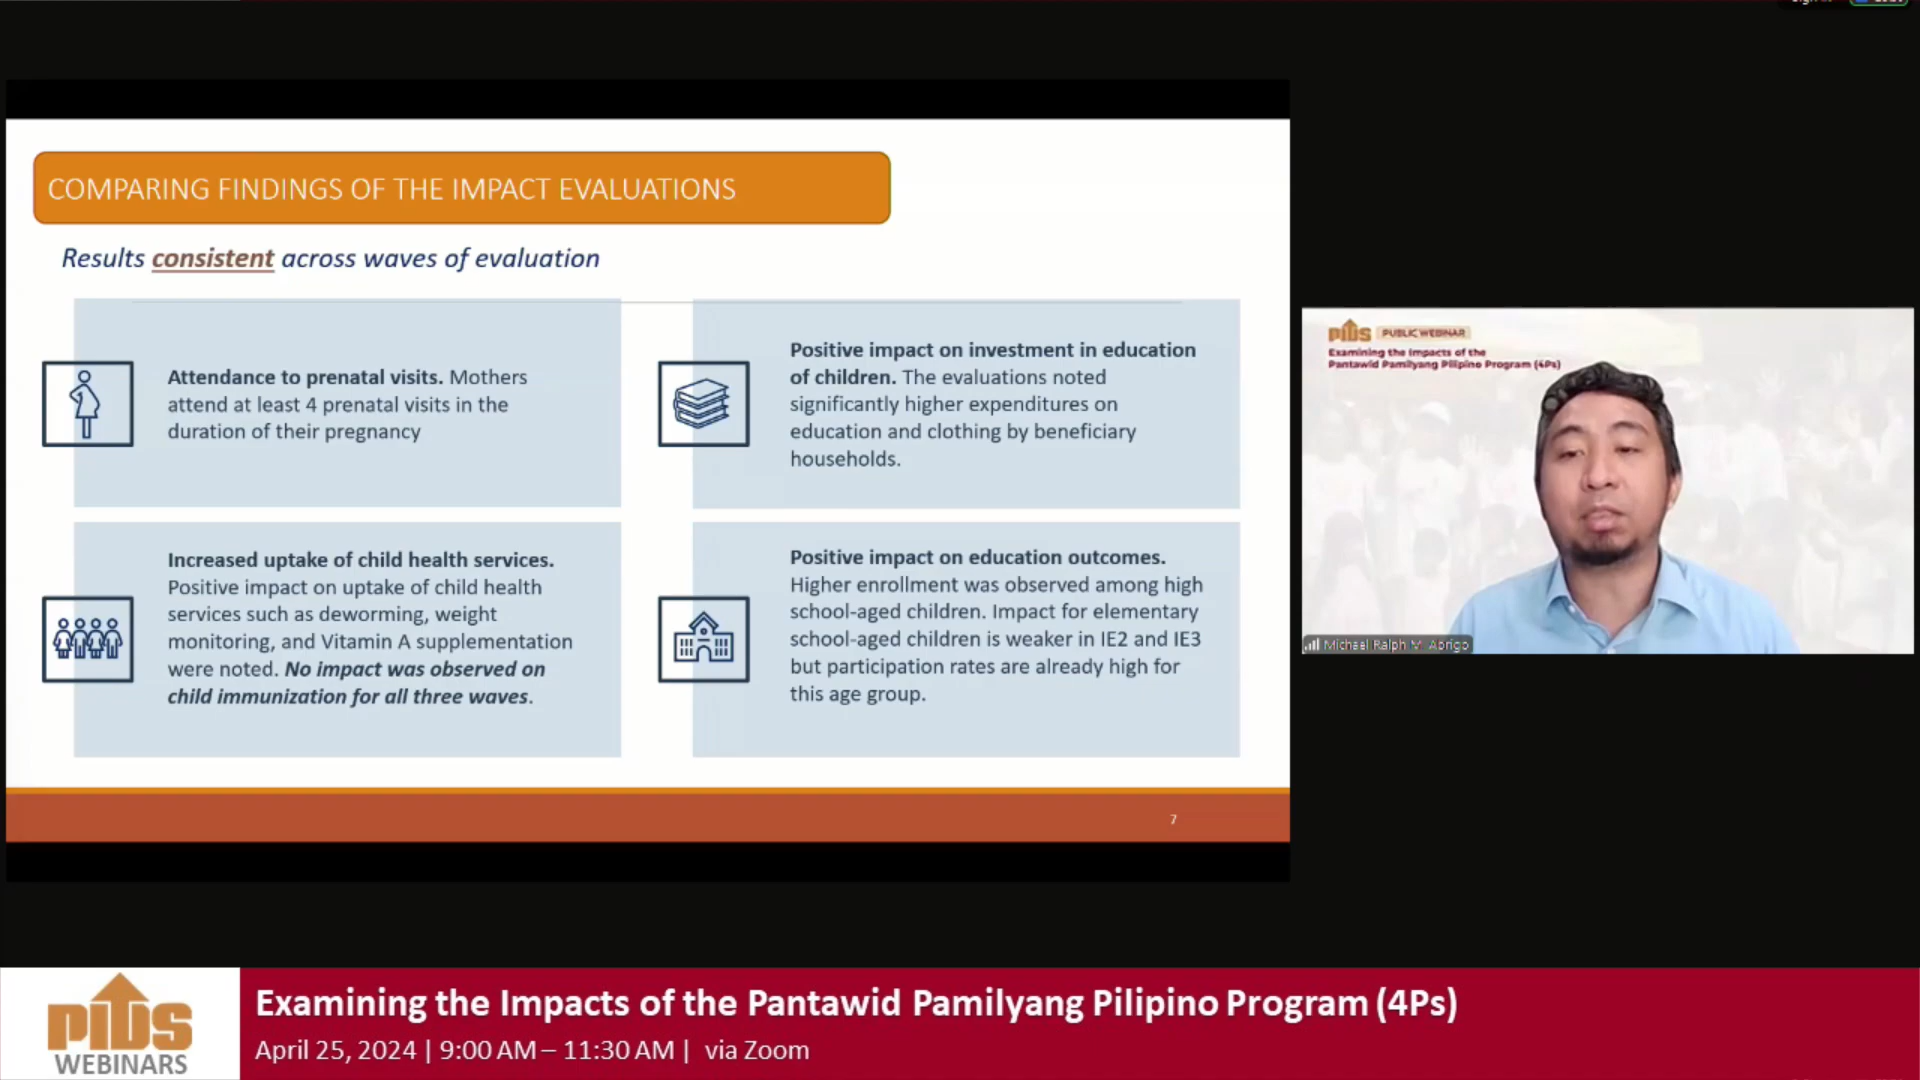 COMPARING FINDINGS OF THE IMPACT EVALUATIONS
Results consistent across waves of evaluation
Attendance to prenatal visits. Mothers
attend at least 4 prenatal visits in the
duration of their pregnancy
Positive impact on investment in education
of children. The evaluations noted
significantly higher expenditures on
education and clothing by beneficiary
households.
Increased uptake of child health services.
Positive impact on uptake of child health
services such as deworming, weight
monitoring, and Vitamin A supplementation
were noted. No impact was observed on
child immunization for all three waves.
Positive impact on education outcomes.
Higher enrollment was observed among high
school-aged children. Impact for elementary
school-aged children is weaker in IE2 and IE3
but participation rates are already high for
this age group.
7
PIDS PUBLIC WEBINAR
Examining the Impacts of the
Pantawid Pamilyang Pilipino Program (4Ps)
Michael Ralph M. Abrigo
PIDS
WEBINARS
Examining the Impacts of the Pantawid Pamilyang Pilipino Program (4Ps)
April 25, 2024 | 9:00 AM – 11:30 AM | via Zoom